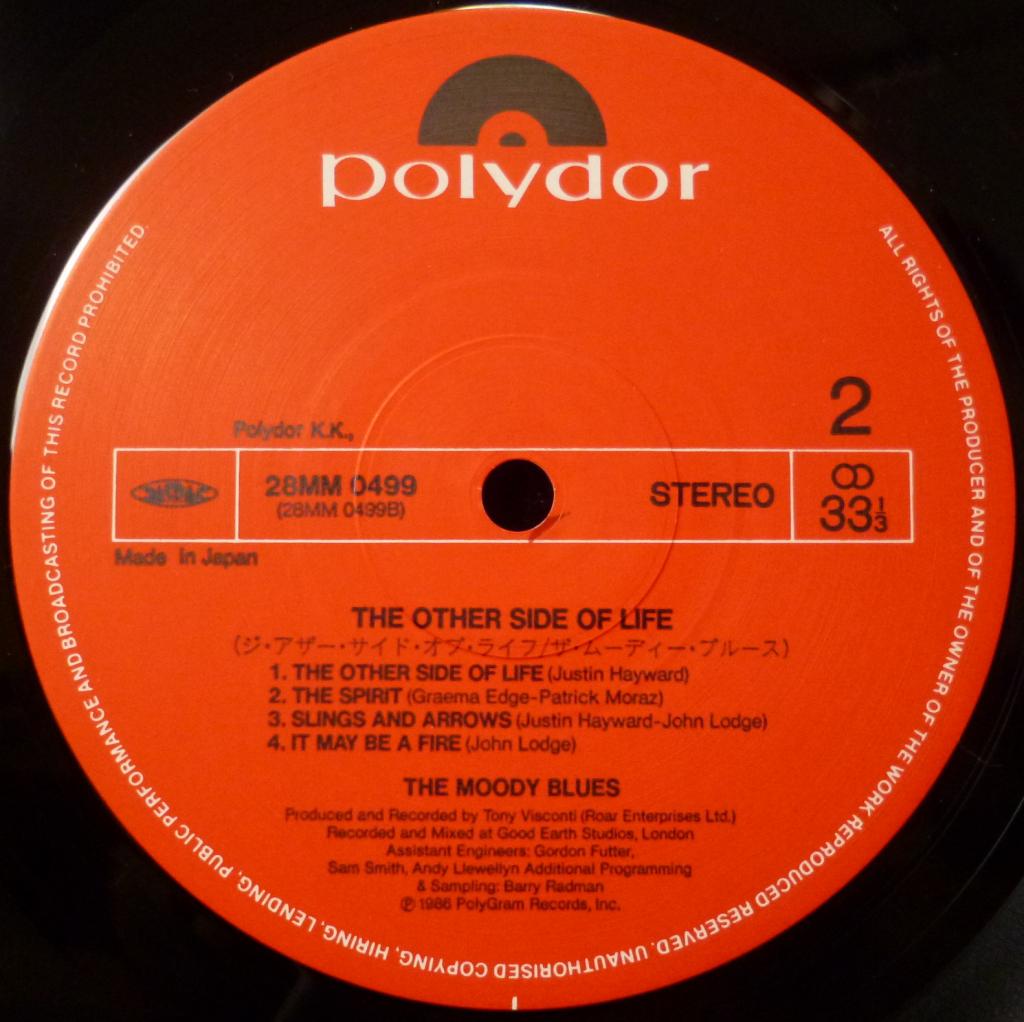 polydor
ALL RIGHTS OF THE PRODUCER AND OF THE OWNER OF THE WORK REPRODUCED RESERVED. UNAUTHORISED COPYING, HIRING, LENDING, PUBLIC PERFORMANCE AND BROADCASTING OF THIS RECORD PROHIBITED.
2
Polydor K.K.,
28MM 0499
(28MM 0499B)
STEREO
33⅓
Made in Japan
THE OTHER SIDE OF LIFE
(ジ・アザー・サイド・オブ・ライフ/ザ・ムーディー・ブルース)
1. THE OTHER SIDE OF LIFE (Justin Hayward)
2. THE SPIRIT (Graema Edge-Patrick Moraz)
3. SLINGS AND ARROWS (Justin Hayward-John Lodge)
4. IT MAY BE A FIRE (John Lodge)
THE MOODY BLUES
Produced and Recorded by Tony Visconti (Roar Enterprises Ltd.)
Recorded and Mixed at Good Earth Studios, London
Assistant Engineers: Gordon Futter,
Sam Smith, Andy Llewellyn Additional Programming
& Sampling: Barry Radman
℗ 1986 PolyGram Records, Inc.